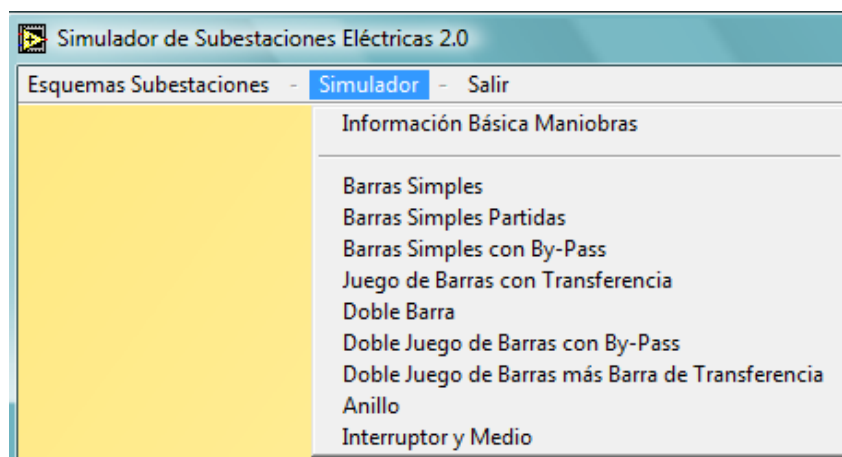 Simulador de Subestaciones Eléctricas 2.0
Esquemas Subestaciones - Simulador - Salir
Información Básica Maniobras
Barras Simples
Barras Simples Partidas
Barras Simples con By-Pass
Juego de Barras con Transferencia
Doble Barra
Doble Juego de Barras con By-Pass
Doble Juego de Barras más Barra de Transferencia
Anillo
Interruptor y Medio